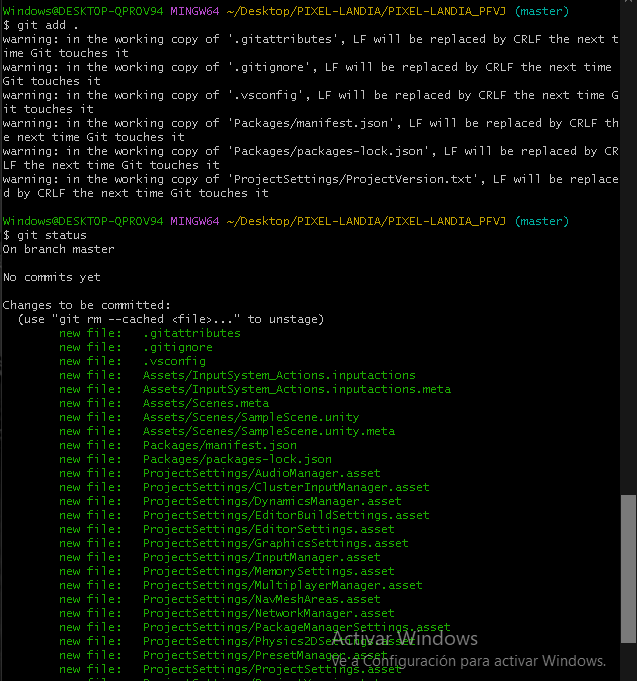 Windows@DESKTOP-QPROV94 MINGW64 ~/Desktop/PIXEL-LANDIA/PIXEL-LANDIA_PFVJ (master)
$ git add .
warning: in the working copy of '.gitattributes', LF will be replaced by CRLF the next t
ime Git touches it
warning: in the working copy of '.gitignore', LF will be replaced by CRLF the next time
Git touches it
warning: in the working copy of '.vsconfig', LF will be replaced by CRLF the next time G
it touches it
warning: in the working copy of 'Packages/manifest.json', LF will be replaced by CRLF th
e next time Git touches it
warning: in the working copy of 'Packages/packages-lock.json', LF will be replaced by CR
LF the next time Git touches it
warning: in the working copy of 'ProjectSettings/ProjectVersion.txt', LF will be replace
d by CRLF the next time Git touches it
Windows@DESKTOP-QPROV94 MINGW64 ~/Desktop/PIXEL-LANDIA/PIXEL-LANDIA_PFVJ (master)
$ git status
On branch master
No commits yet
Changes to be committed:
(use "git rm --cached <file>..." to unstage)
new file: .gitattributes
new file: .gitignore
new file: .vsconfig
new file: Assets/InputSystem_Actions.inputactions
new file: Assets/InputSystem_Actions.inputactions.meta
new file: Assets/Scenes.meta
new file: Assets/Scenes/SampleScene.unity
new file: Assets/Scenes/SampleScene.unity.meta
new file: Packages/manifest.json
new file: Packages/packages-lock.json
new file: ProjectSettings/AudioManager.asset
new file: ProjectSettings/ClusterInputManager.asset
new file: ProjectSettings/DynamicsManager.asset
new file: ProjectSettings/EditorBuildSettings.asset
new file: ProjectSettings/EditorSettings.asset
new file: ProjectSettings/GraphicsSettings.asset
new file: ProjectSettings/InputManager.asset
new file: ProjectSettings/MemorySettings.asset
new file: ProjectSettings/MultiplayerManager.asset
new file: ProjectSettings/NavMeshAreas.asset
new file: ProjectSettings/NetworkManager.asset
new file: ProjectSettings/PackageManagerSettings.asset
new file: ProjectSettings/Physics2DSettings.asset
Activar Windows
new file: ProjectSettings/PresetManager.asset
Ve a Configuración para activar Windows.
new file: ProjectSettings/ProjectSettings.asset